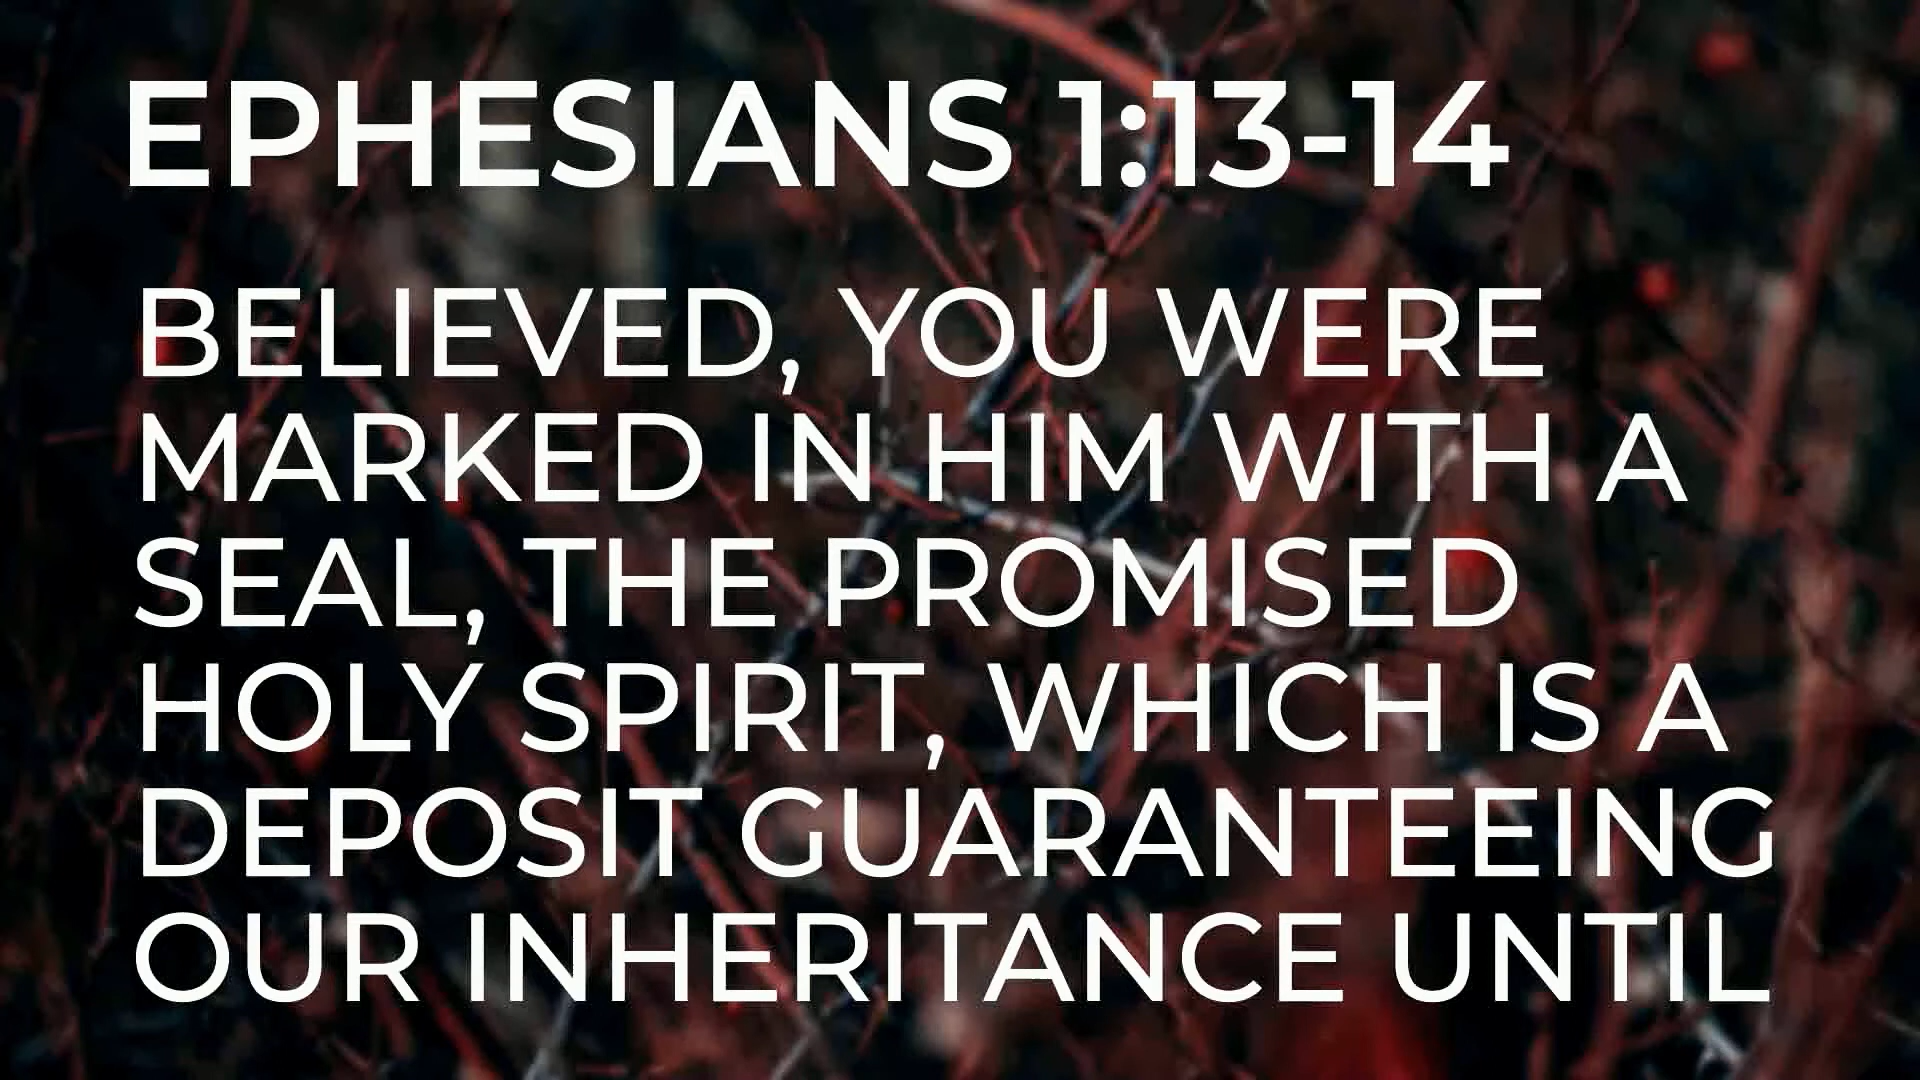 EPHESIANS 1:13-14
BELIEVED, YOU WERE
MARKED IN HIM WITH A
SEAL, THE PROMISED
HOLY SPIRIT, WHICH IS A
DEPOSIT GUARANTEEING
OUR INHERITANCE UNTIL